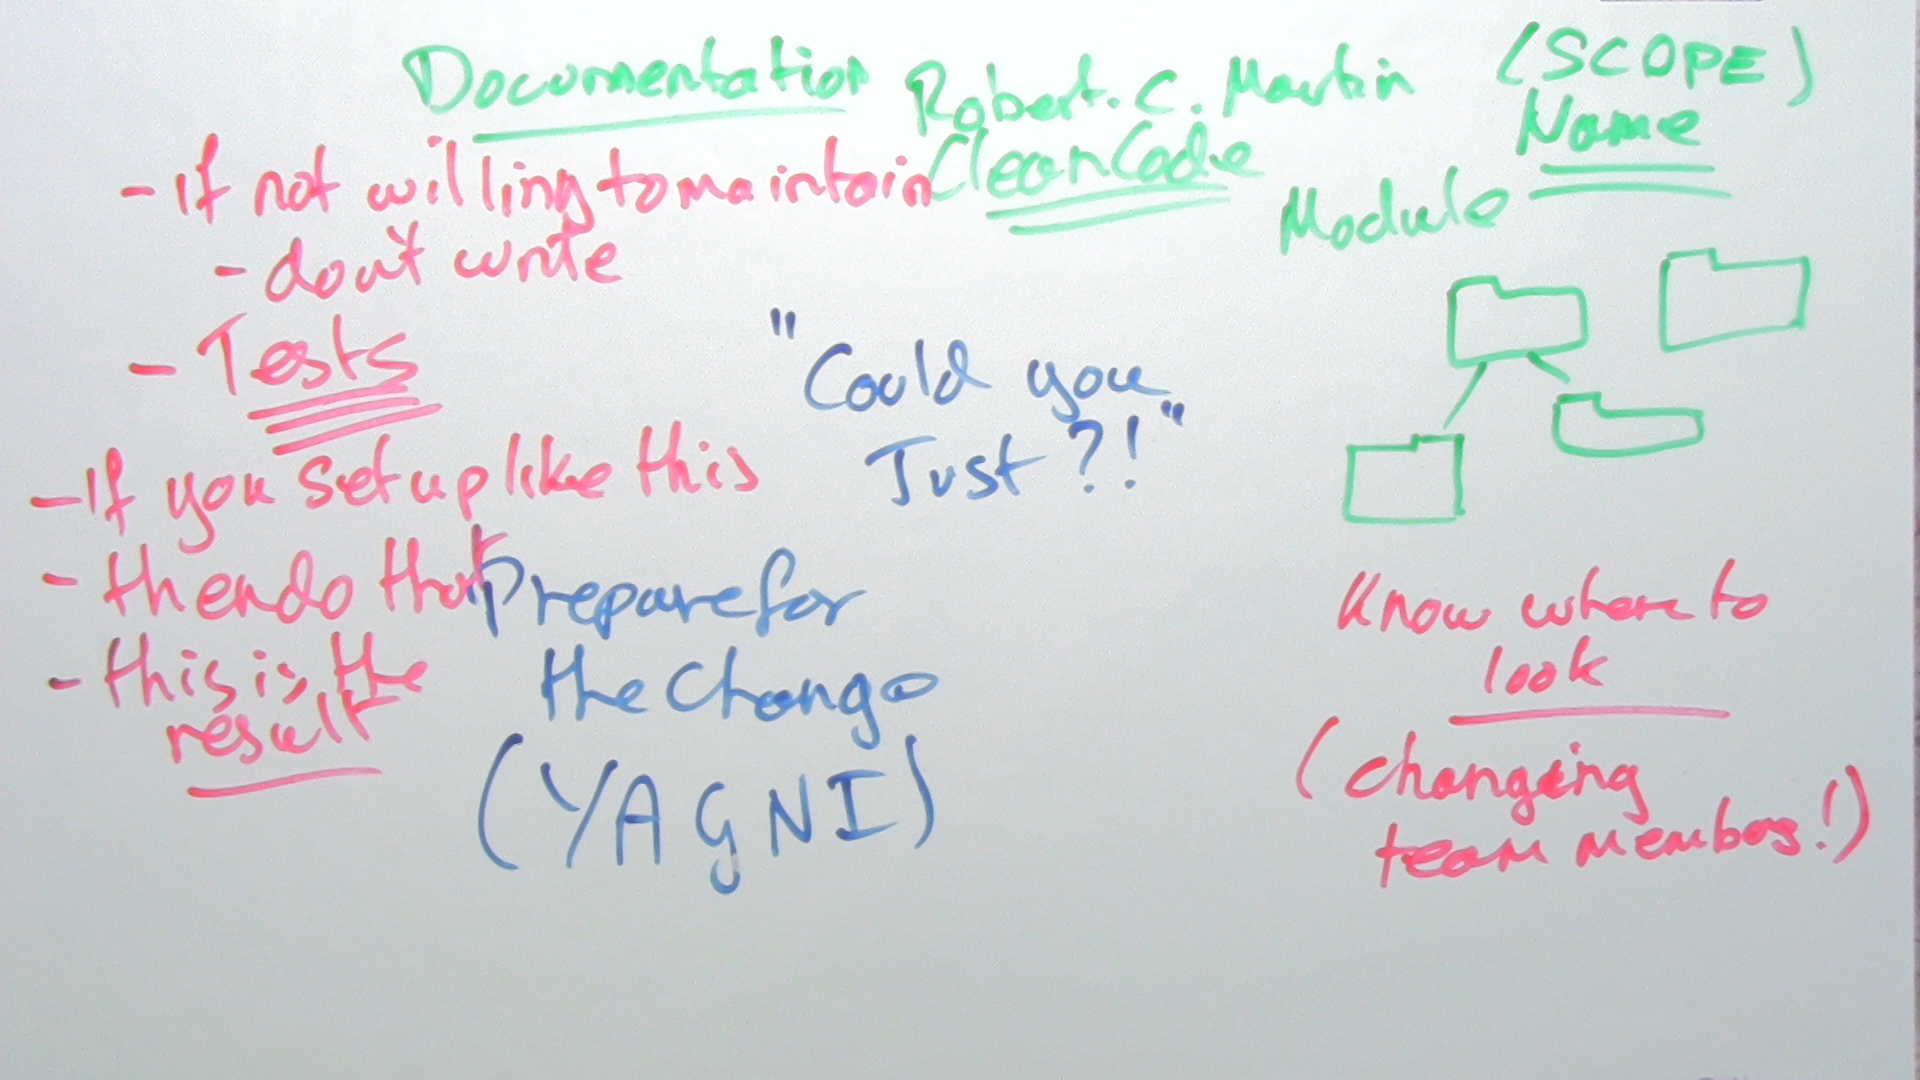 Documentation
- if not willing to maintain
- don't write
- Tests
- If you set up like this
- then do that
- this is the
result
Robert. C. Martin
Clean Code
"Could you
Just?!"
Prepare for
the change
(YAGNI)
(SCOPE)
Name
Module
Know where to
look
(changing
team members!)